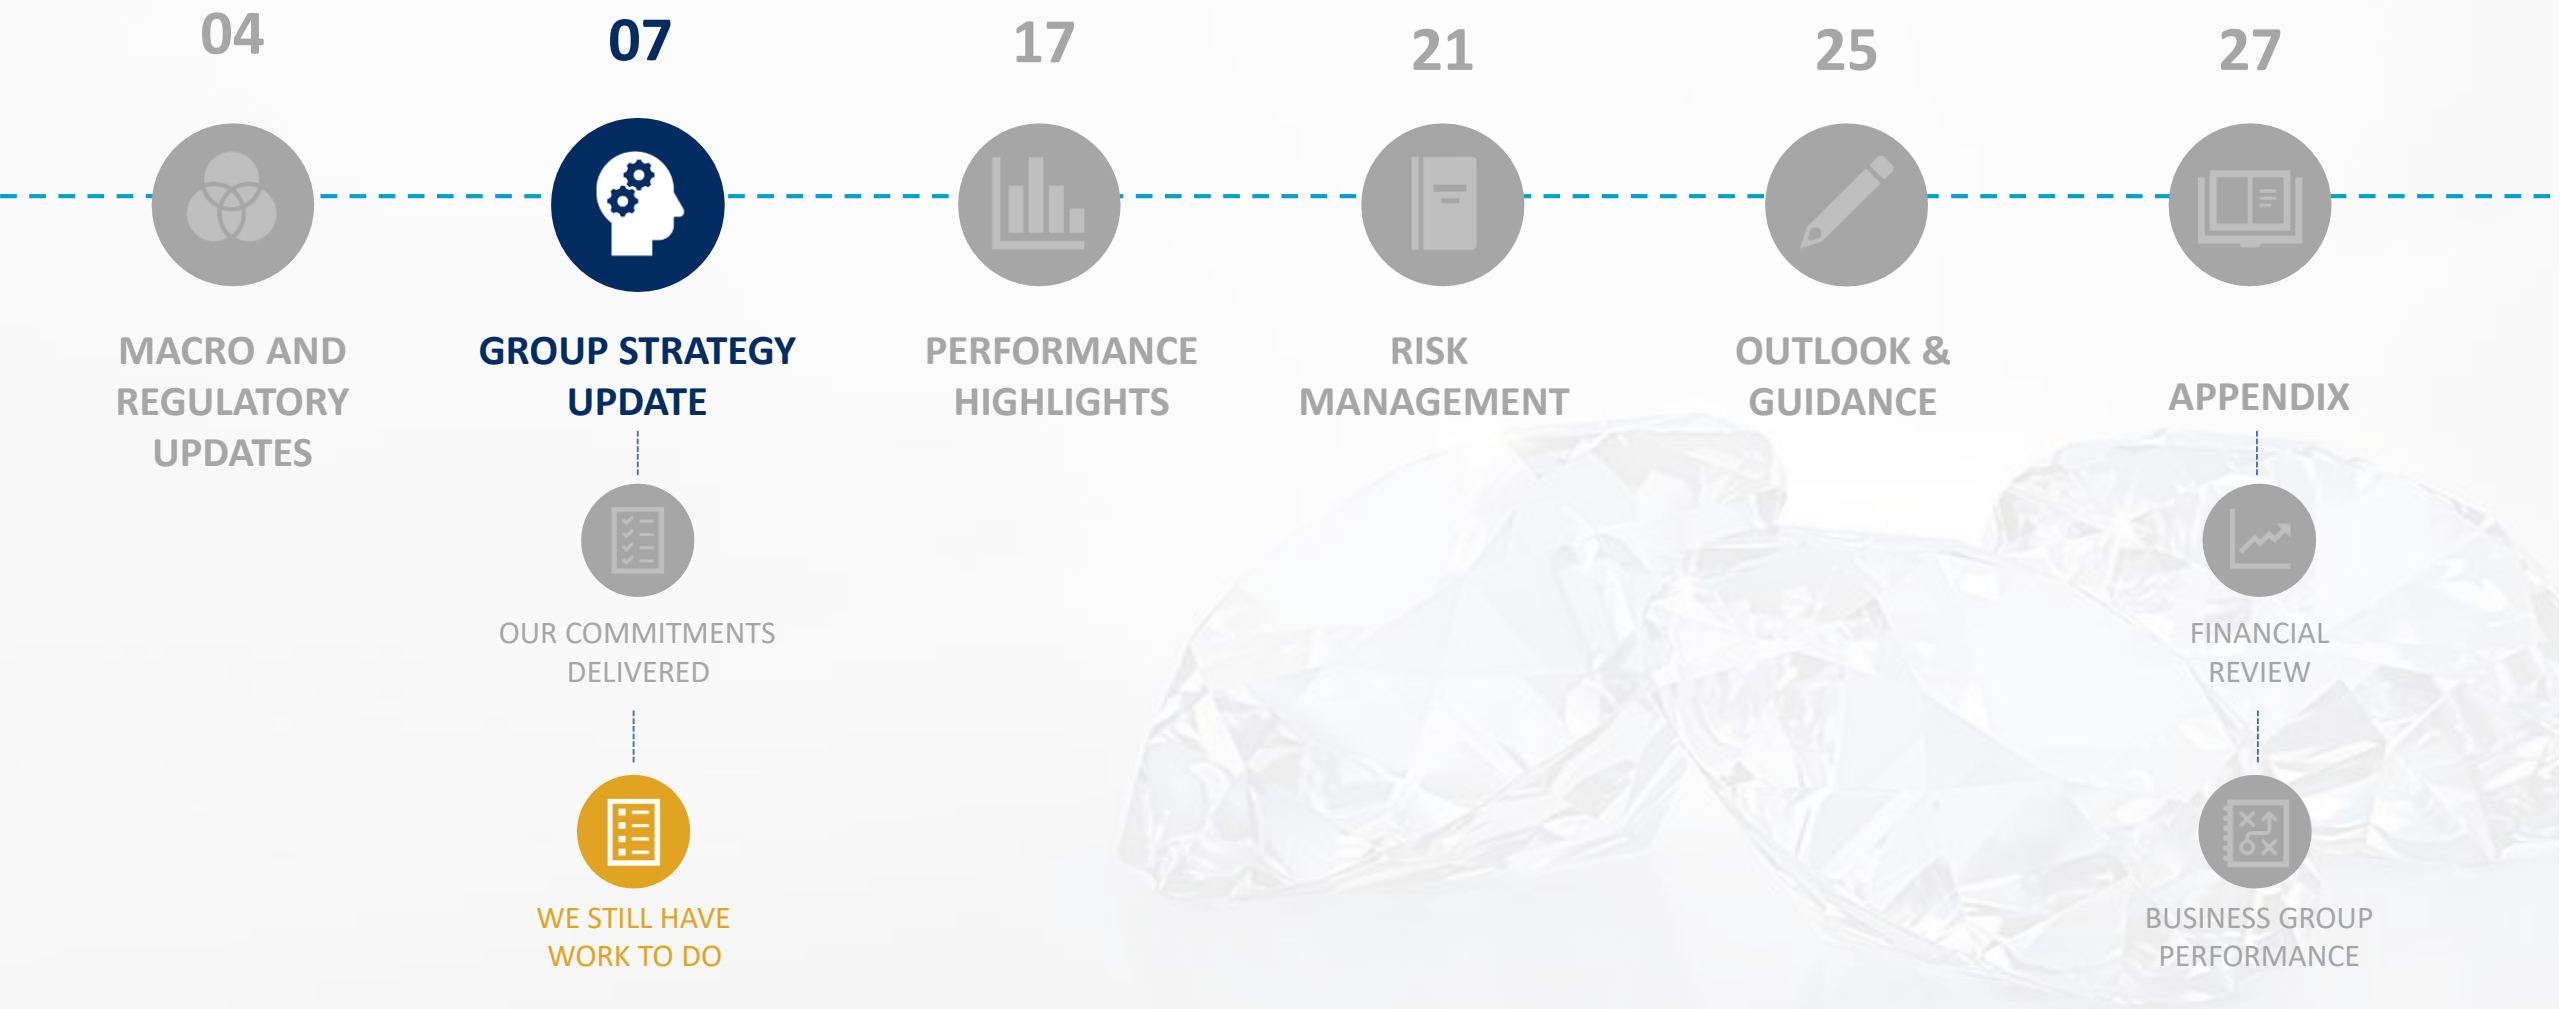 04
MACRO AND
REGULATORY
UPDATES
07
GROUP STRATEGY
UPDATE
OUR COMMITMENTS
DELIVERED
WE STILL HAVE
WORK TO DO
17
PERFORMANCE
HIGHLIGHTS
21
RISK
MANAGEMENT
25
OUTLOOK &
GUIDANCE
27
APPENDIX
FINANCIAL
REVIEW
BUSINESS GROUP
PERFORMANCE